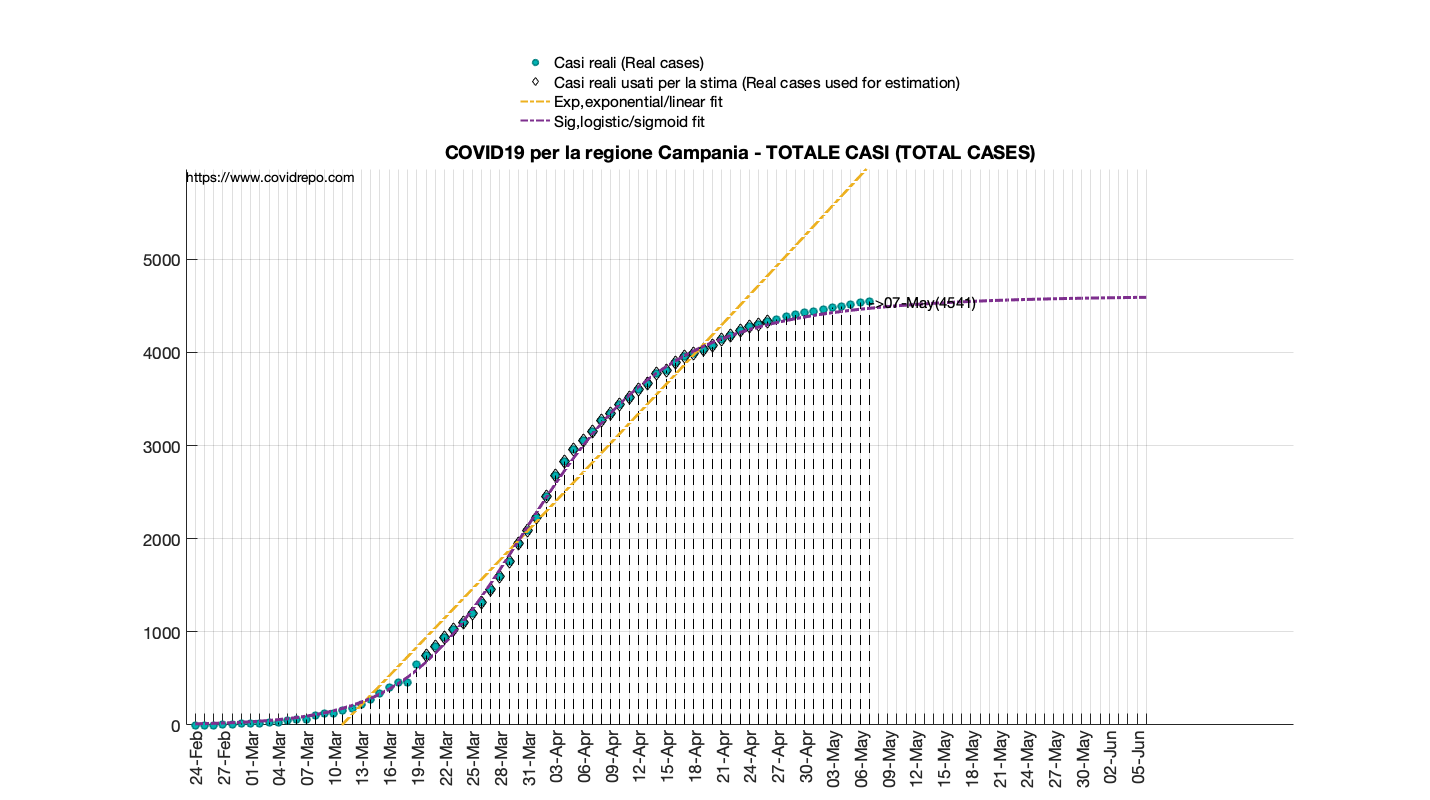 Casi reali (Real cases)
Casi reali usati per la stima (Real cases used for estimation)
Exp,exponential/linear fit
Sig,logistic/sigmoid fit
COVID19 per la regione Campania - TOTALE CASI (TOTAL CASES)
https://www.covidrepo.com
5000
4000
3000
2000
1000
0
->07-May(4541)
24-Feb
27-Feb
01-Mar
04-Mar
07-Mar
10-Mar
13-Mar
16-Mar
19-Mar
22-Mar
25-Mar
28-Mar
31-Mar
03-Apr
06-Apr
09-Apr
12-Apr
15-Apr
18-Apr
21-Apr
24-Apr
27-Apr
30-Apr
03-May
06-May
09-May
12-May
15-May
18-May
21-May
24-May
27-May
30-May
02-Jun
05-Jun